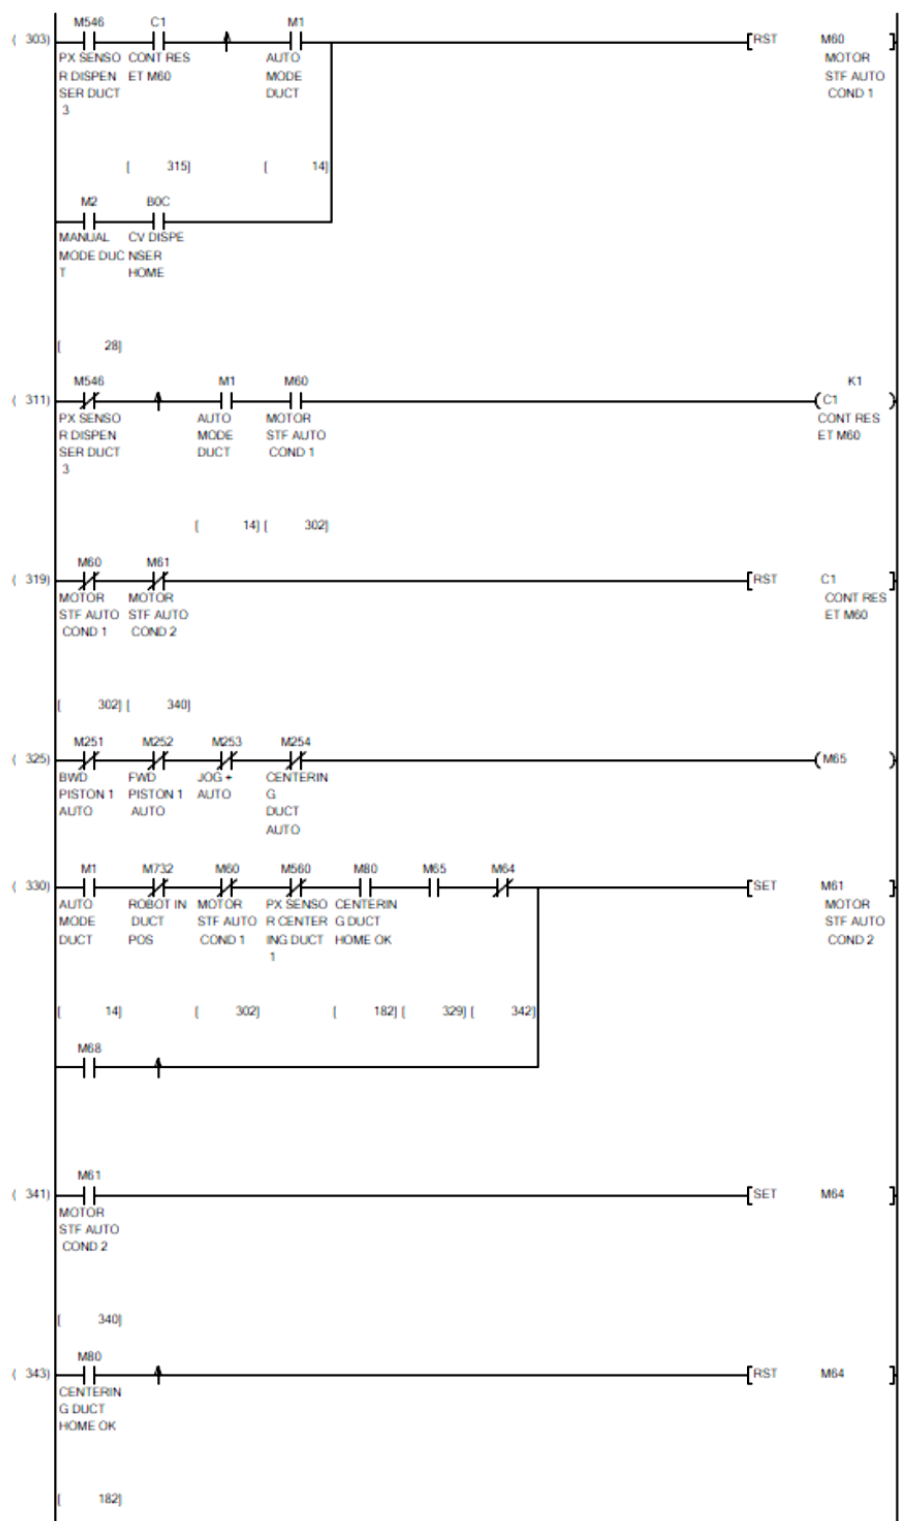 M546 C1 M1
( 303) RST M60
PX SENSO CONT RES AUTO MOTOR
R DISPEN ET M60 MODE STF AUTO
SER DUCT DUCT COND 1
3
[ 315] [ 14]
M2 B0C
MANUAL CV DISPE
MODE DUC NSER
T HOME
[ 28]
M546 M1 M60 K1
( 311) C1
PX SENSO AUTO MOTOR CONT RES
R DISPEN MODE STF AUTO ET M60
SER DUCT DUCT COND 1
3
[ 14] [ 302]
M60 M61
( 319) RST C1
MOTOR MOTOR CONT RES
STF AUTO STF AUTO ET M60
COND 1 COND 2
[ 302] [ 340]
M251 M252 M253 M254
( 325) M65
BWD FWD JOG + CENTERIN
PISTON 1 PISTON 1 AUTO G
AUTO AUTO DUCT
AUTO
M1 M732 M60 M560 M80 M65 M64
( 330) SET M61
AUTO ROBOT IN MOTOR PX SENSO CENTERIN MOTOR
MODE DUCT STF AUTO R CENTER G DUCT STF AUTO
DUCT POS COND 1 ING DUCT HOME OK COND 2
1
[ 14] [ 302] [ 182] [ 329] [ 342]
M68
M61
( 341) SET M64
MOTOR
STF AUTO
COND 2
[ 340]
M80
( 343) RST M64
CENTERIN
G DUCT
HOME OK
[ 182]